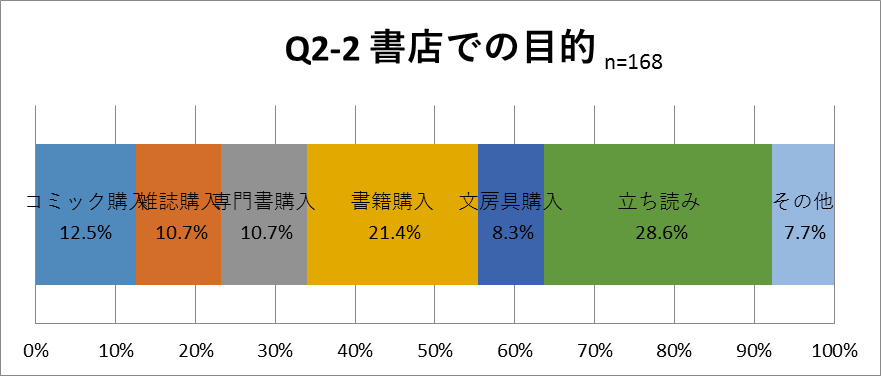 Q2-2 書店での目的 n=168
コミック購入 雑誌購入 専門書購入 書籍購入 文房具購入 立ち読み その他
12.5% 10.7% 10.7% 21.4% 8.3% 28.6% 7.7%
0% 10% 20% 30% 40% 50% 60% 70% 80% 90% 100%